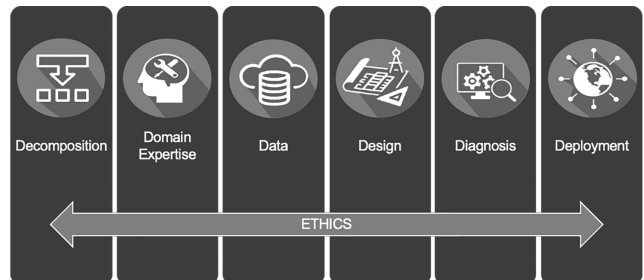 Decomposition
Domain
Expertise
Data
Design
Diagnosis
Deployment
ETHICS